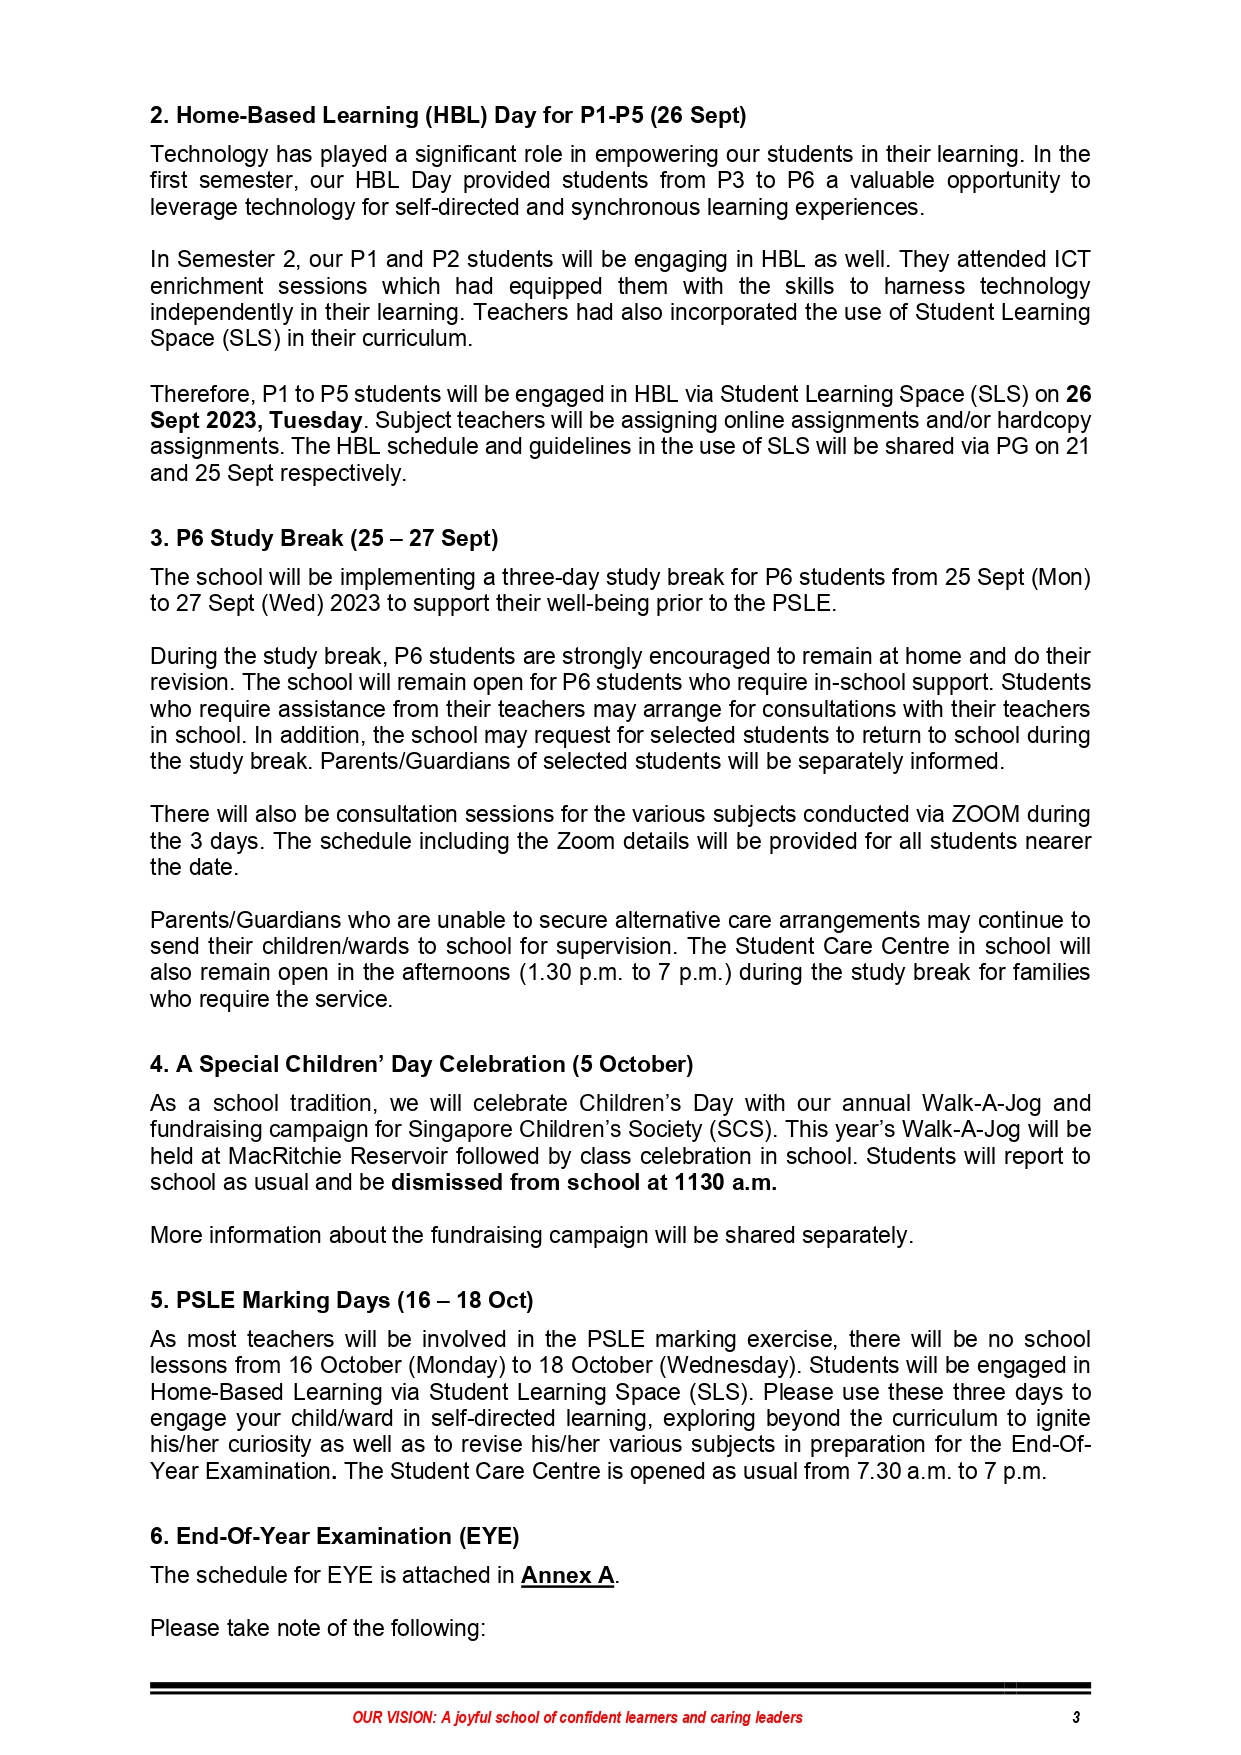 2. Home-Based Learning (HBL) Day for P1-P5 (26 Sept)
Technology has played a significant role in empowering our students in their learning. In the
first semester, our HBL Day provided students from P3 to P6 a valuable opportunity to
leverage technology for self-directed and synchronous learning experiences.
In Semester 2, our P1 and P2 students will be engaging in HBL as well. They attended ICT
enrichment sessions which had equipped them with the skills to harness technology
independently in their learning. Teachers had also incorporated the use of Student Learning
Space (SLS) in their curriculum.
Therefore, P1 to P5 students will be engaged in HBL via Student Learning Space (SLS) on 26
Sept 2023, Tuesday. Subject teachers will be assigning online assignments and/or hardcopy
assignments. The HBL schedule and guidelines in the use of SLS will be shared via PG on 21
and 25 Sept respectively.
3. P6 Study Break (25 – 27 Sept)
The school will be implementing a three-day study break for P6 students from 25 Sept (Mon)
to 27 Sept (Wed) 2023 to support their well-being prior to the PSLE.
During the study break, P6 students are strongly encouraged to remain at home and do their
revision. The school will remain open for P6 students who require in-school support. Students
who require assistance from their teachers may arrange for consultations with their teachers
in school. In addition, the school may request for selected students to return to school during
the study break. Parents/Guardians of selected students will be separately informed.
There will also be consultation sessions for the various subjects conducted via ZOOM during
the 3 days. The schedule including the Zoom details will be provided for all students nearer
the date.
Parents/Guardians who are unable to secure alternative care arrangements may continue to
send their children/wards to school for supervision. The Student Care Centre in school will
also remain open in the afternoons (1.30 p.m. to 7 p.m.) during the study break for families
who require the service.
4. A Special Children’ Day Celebration (5 October)
As a school tradition, we will celebrate Children’s Day with our annual Walk-A-Jog and
fundraising campaign for Singapore Children’s Society (SCS). This year’s Walk-A-Jog will be
held at MacRitchie Reservoir followed by class celebration in school. Students will report to
school as usual and be dismissed from school at 1130 a.m.
More information about the fundraising campaign will be shared separately.
5. PSLE Marking Days (16 – 18 Oct)
As most teachers will be involved in the PSLE marking exercise, there will be no school
lessons from 16 October (Monday) to 18 October (Wednesday). Students will be engaged in
Home-Based Learning via Student Learning Space (SLS). Please use these three days to
engage your child/ward in self-directed learning, exploring beyond the curriculum to ignite
his/her curiosity as well as to revise his/her various subjects in preparation for the End-Of-
Year Examination. The Student Care Centre is opened as usual from 7.30 a.m. to 7 p.m.
6. End-Of-Year Examination (EYE)
The schedule for EYE is attached in Annex A.
Please take note of the following:
OUR VISION: A joyful school of confident learners and caring leaders 3